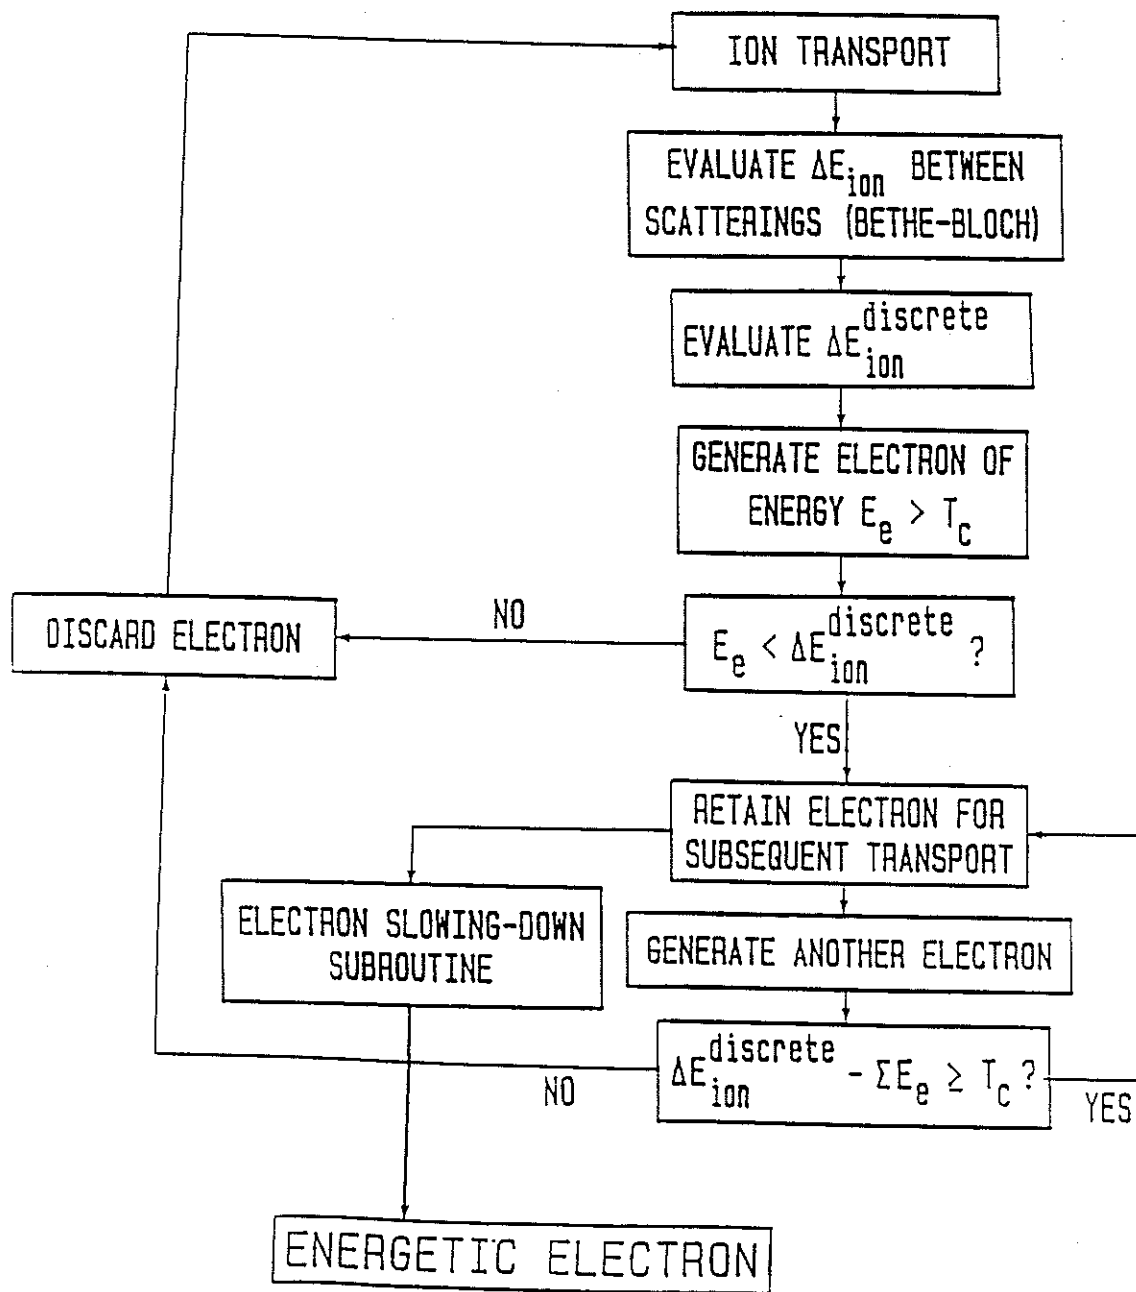 ION TRANSPORT
EVALUATE ΔE_ion BETWEEN
SCATTERINGS (BETHE-BLOCH)
EVALUATE ΔE_ion^discrete
GENERATE ELECTRON OF
ENERGY E_e > T_c
DISCARD ELECTRON
NO
E_e < ΔE_ion^discrete ?
YES
RETAIN ELECTRON FOR
SUBSEQUENT TRANSPORT
ELECTRON SLOWING-DOWN
SUBROUTINE
GENERATE ANOTHER ELECTRON
ΔE_ion^discrete - ΣE_e ≥ T_c ?
NO
YES
ENERGETIC ELECTRON